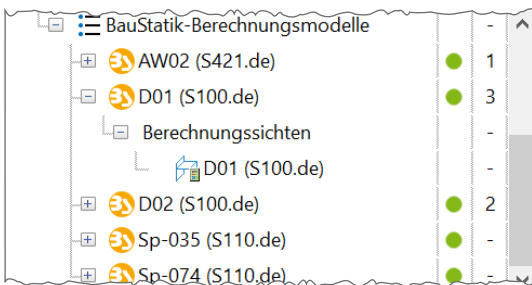 BauStatik-Berechnungsmodelle -
AW02 (S421.de) 1
D01 (S100.de) 3
Berechnungssichten -
D01 (S100.de) -
D02 (S100.de) 2
Sp-035 (S110.de) -
Sp-074 (S110.de) -